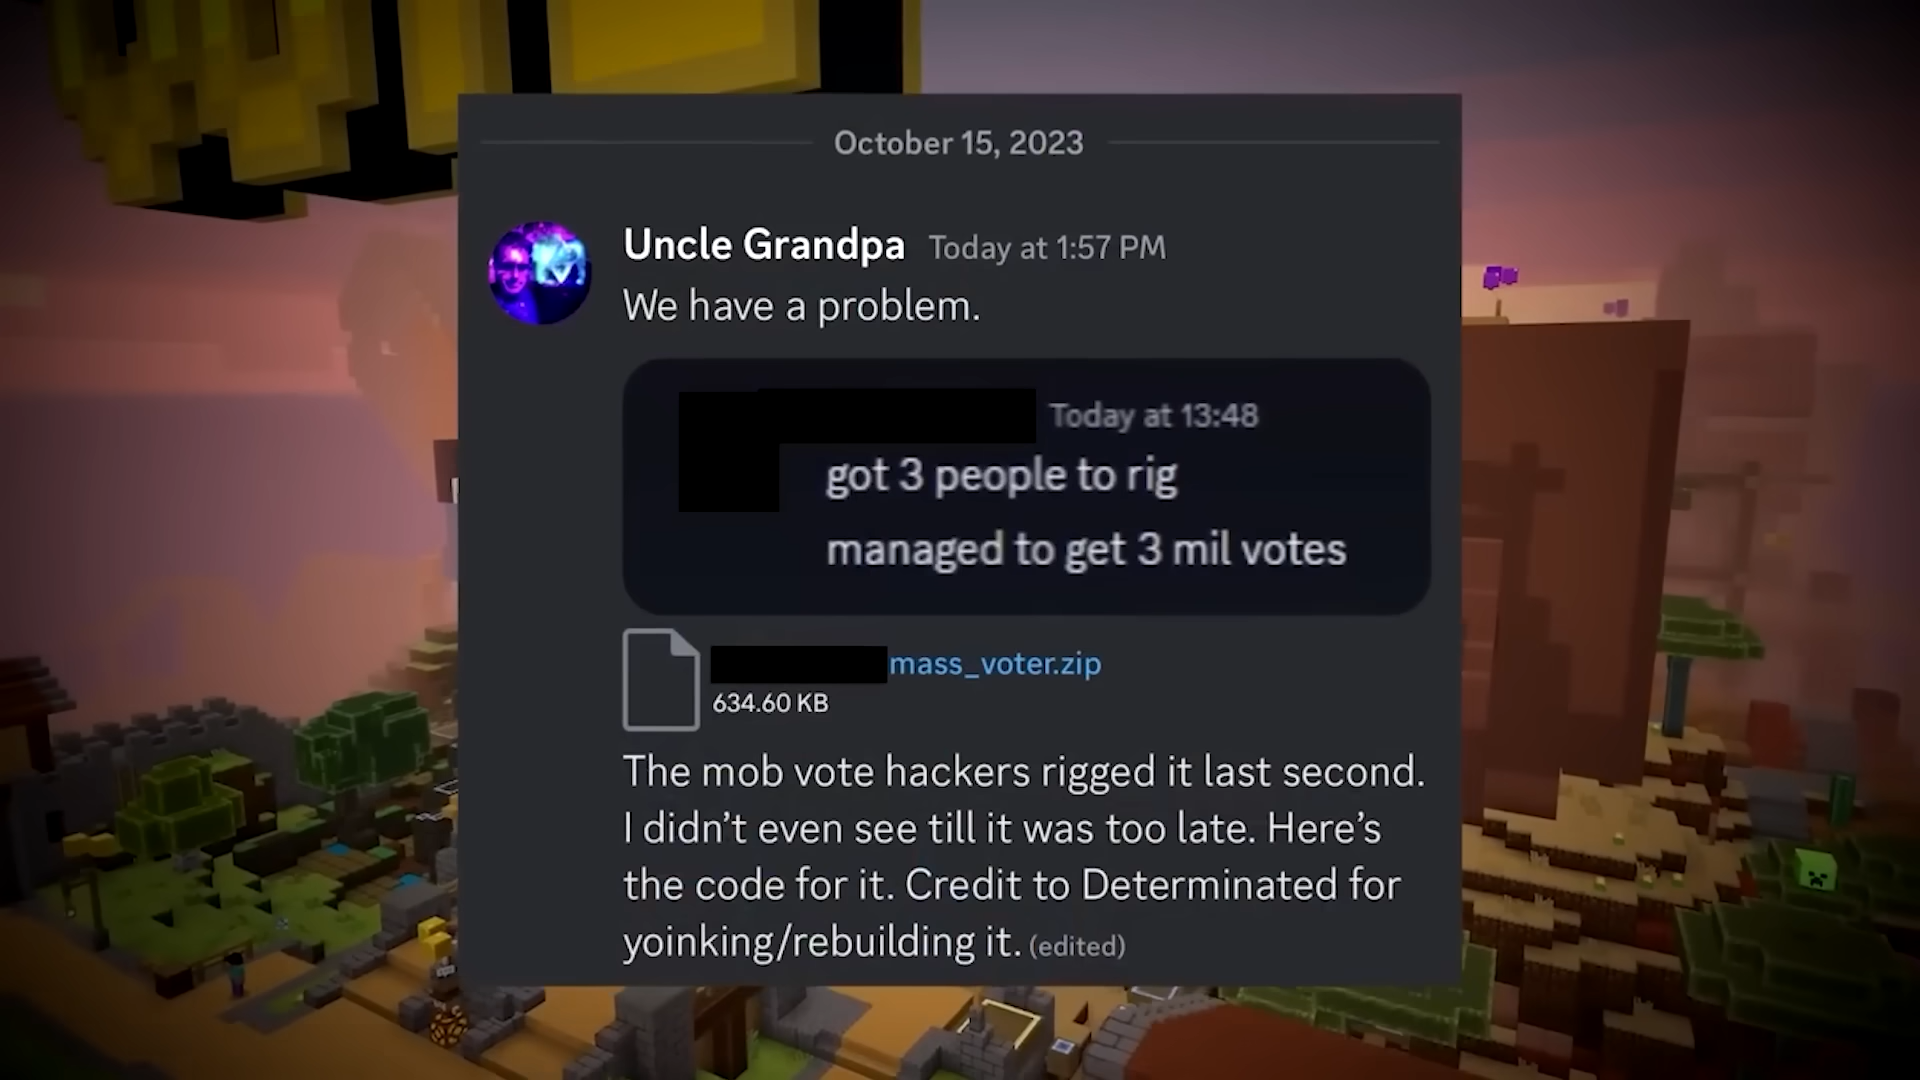 October 15, 2023
Uncle Grandpa Today at 1:57 PM
We have a problem.
Today at 13:48
got 3 people to rig
managed to get 3 mil votes
mass_voter.zip
634.60 KB
The mob vote hackers rigged it last second.
I didn’t even see till it was too late. Here’s
the code for it. Credit to Determinated for
yoinking/rebuilding it. (edited)